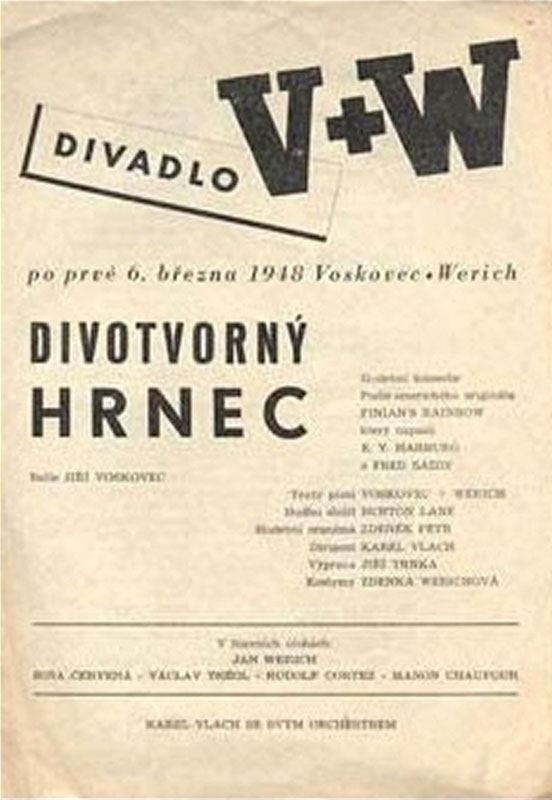 DIVADLO V+W
po prvé 6. března 1948 Voskovec • Werich
DIVOTVORNÝ
HRNEC
Hudební komedie
Podle amerického originálu
FINIAN'S RAINBOW
který napsali
E. Y. HARBURG
a FRED SAIDY
Režie JIŘÍ VOSKOVEC
Texty písní VOSKOVEC + WERICH
Hudbu složil BURTON LANE
Hudební
ZDENĚK PETR
Dirigent KAREL VLACH
Výprava JIŘÍ TRNKA
Kostymy ZDENKA WERICHOVÁ
V hlavních úlohách:
JAN WERICH
SOŇA ČERVENÁ - VÁCLAV TRÉGL - RUDOLF CORTEZ - MANON CHAUFOUR
KAREL VLACH SE SVÝM ORCHESTREM